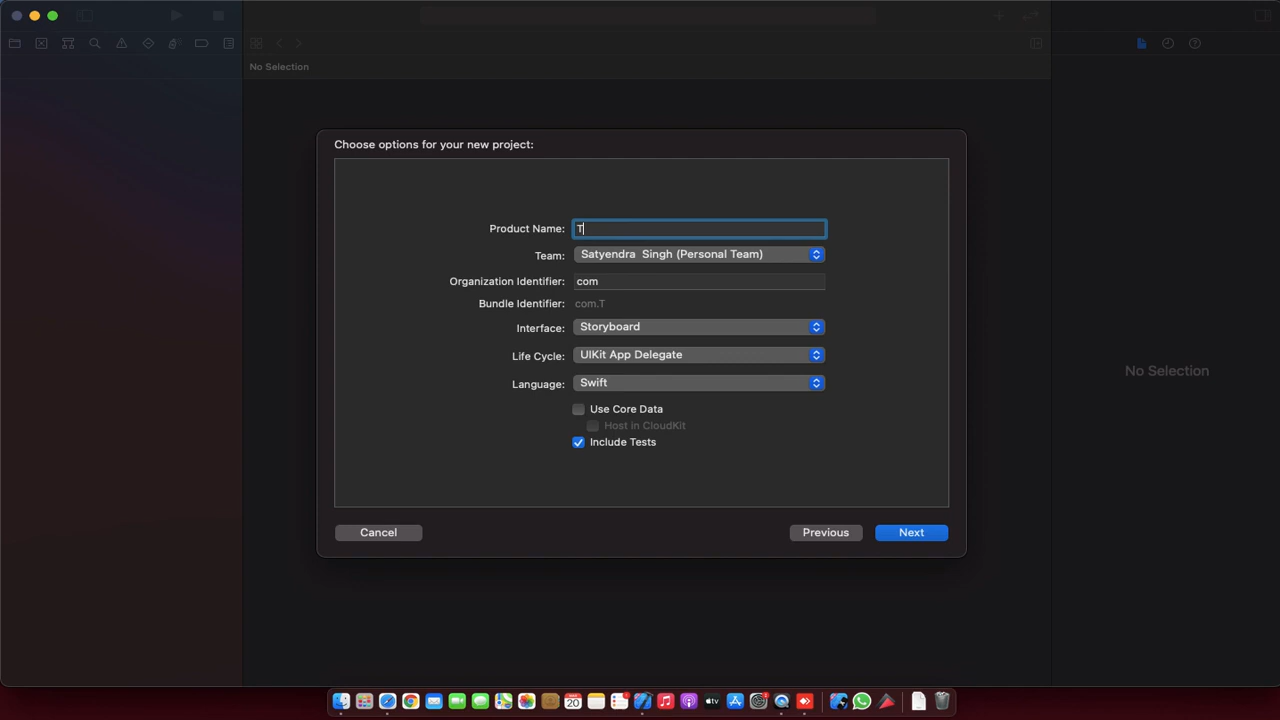 No Selection
Choose options for your new project:
Product Name: T
Team: Satyendra Singh (Personal Team)
Organization Identifier: com
Bundle Identifier: com.T
Interface: Storyboard
Life Cycle: UIKit App Delegate
Language: Swift
Use Core Data
Host in CloudKit
Include Tests
No Selection
Cancel Previous Next
20
tv